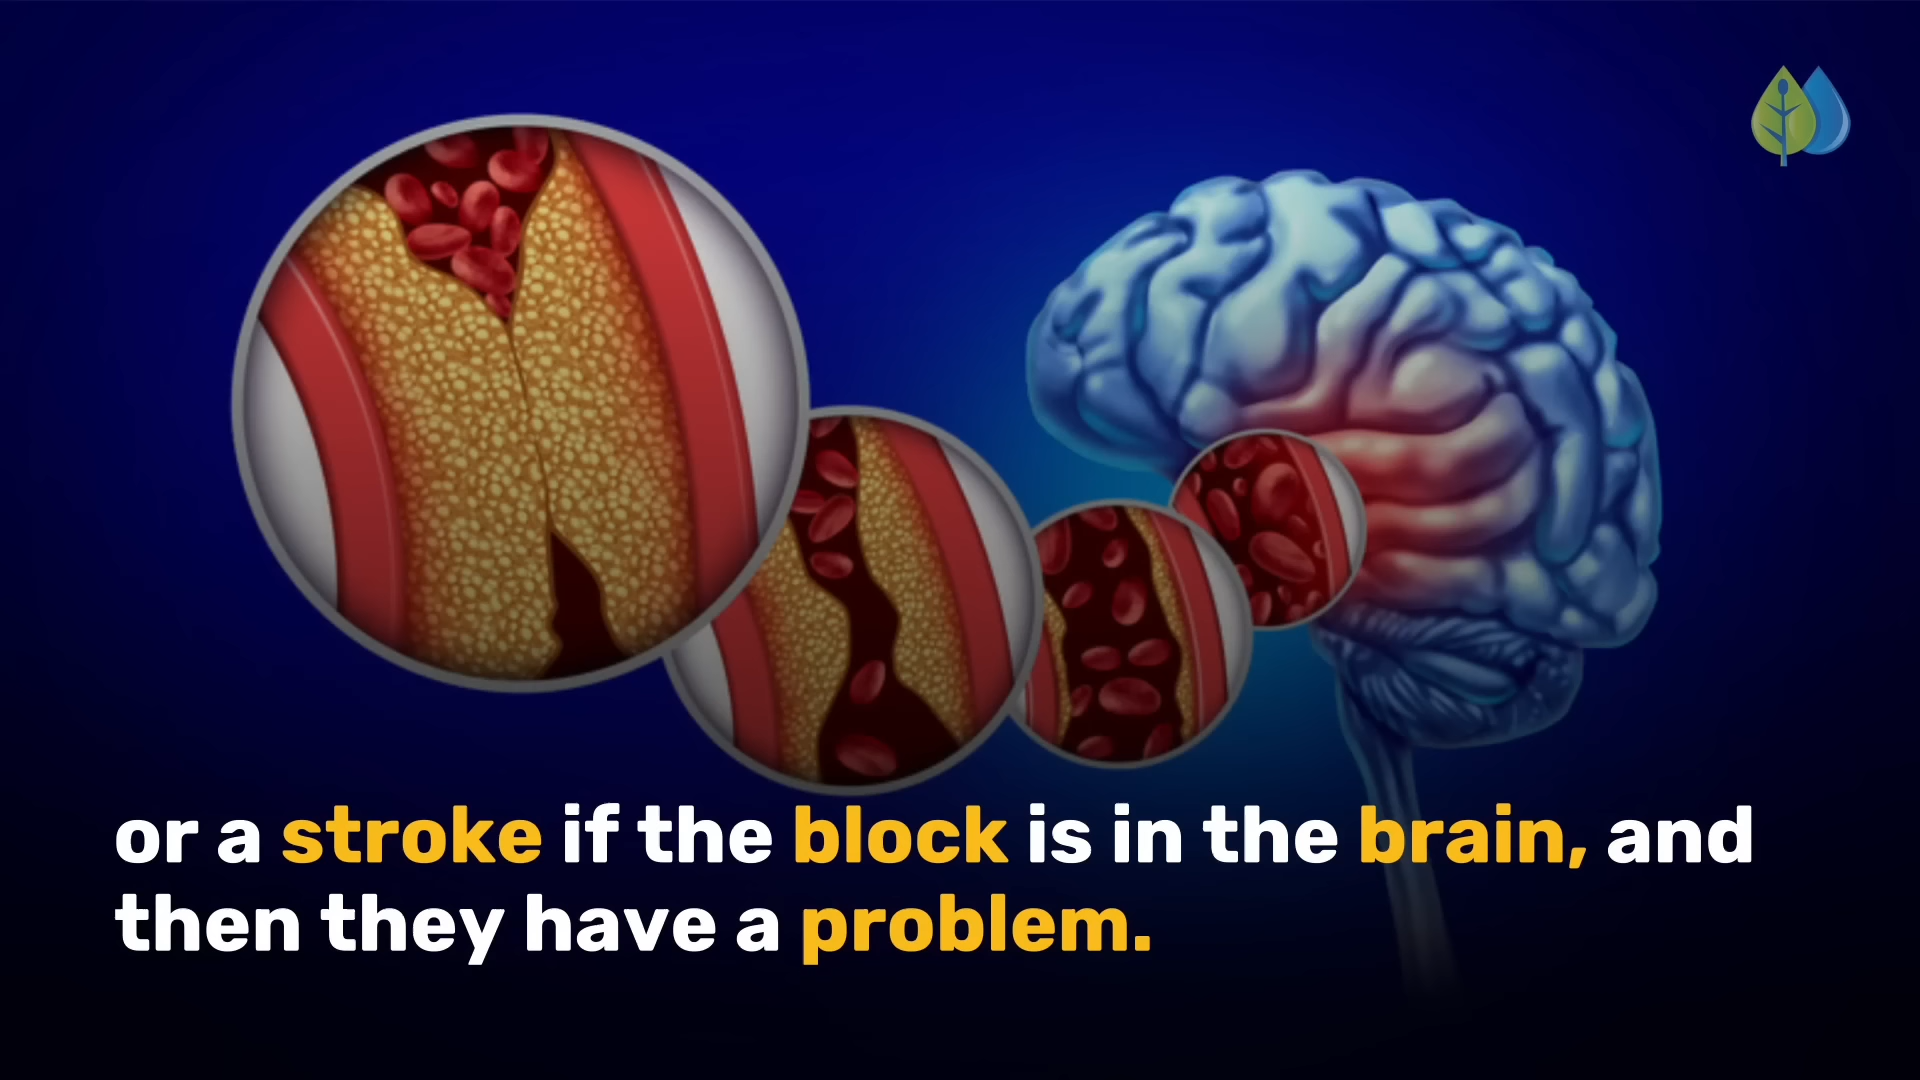 or a stroke if the block is in the brain, and
then they have a problem.